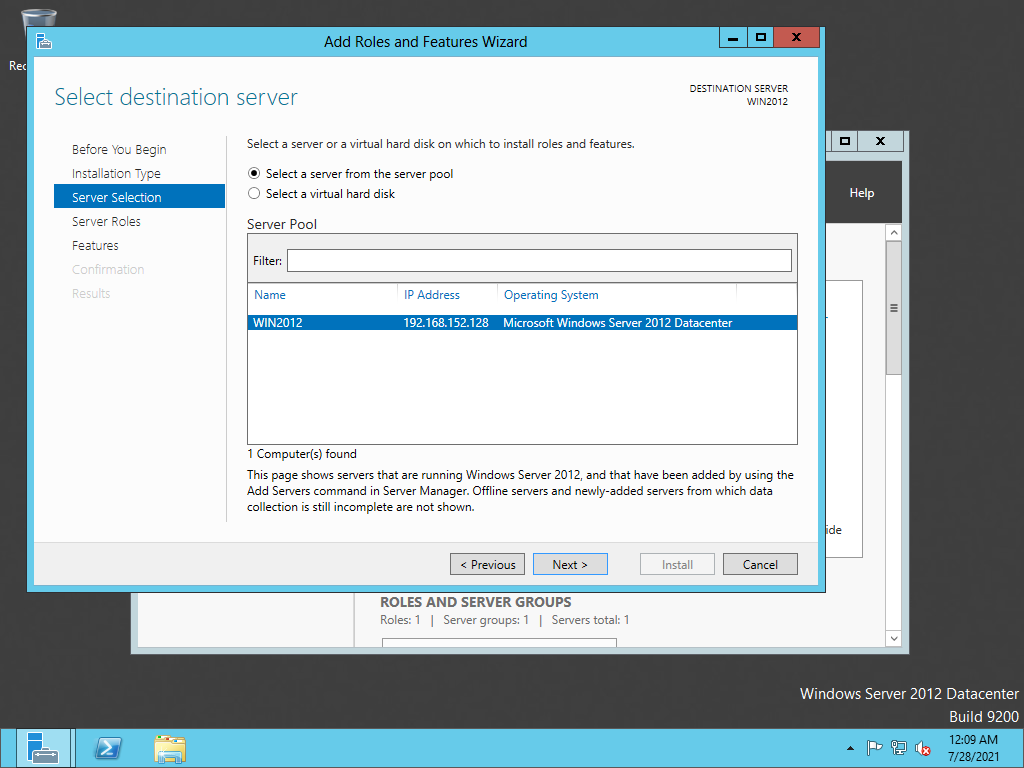 Add Roles and Features Wizard
Select destination server
DESTINATION SERVER
WIN2012
Before You Begin
Installation Type
Server Selection
Server Roles
Features
Confirmation
Results
Select a server or a virtual hard disk on which to install roles and features.
Select a server from the server pool
Select a virtual hard disk
Server Pool
Filter:
Name IP Address Operating System
WIN2012 192.168.152.128 Microsoft Windows Server 2012 Datacenter
1 Computer(s) found
This page shows servers that are running Windows Server 2012, and that have been added by using the
Add Servers command in Server Manager. Offline servers and newly-added servers from which data
collection is still incomplete are not shown.
< Previous Next > Install Cancel
Help
ide
ROLES AND SERVER GROUPS
Roles: 1 | Server groups: 1 | Servers total: 1
Rec
Windows Server 2012 Datacenter
Build 9200
12:09 AM
7/28/2021